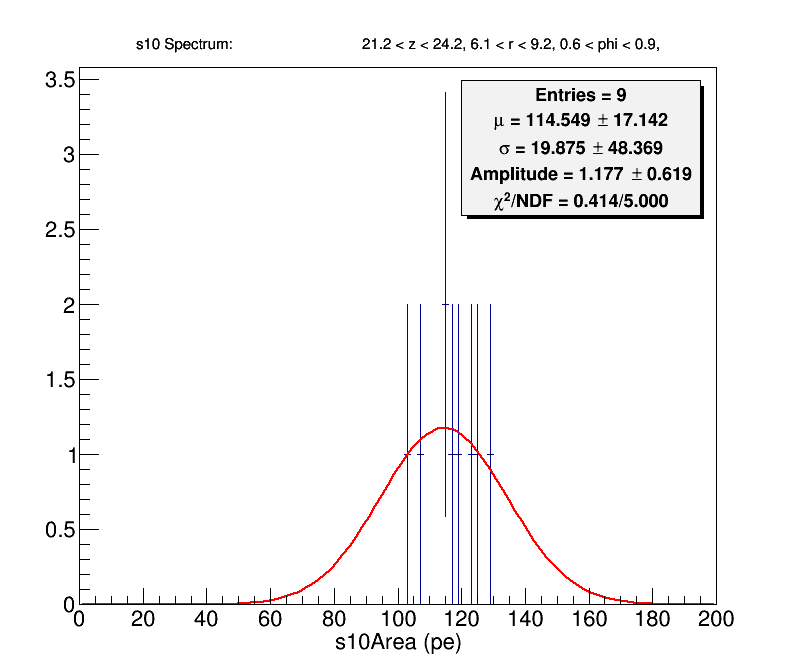 s10 Spectrum: 21.2 < z < 24.2, 6.1 < r < 9.2, 0.6 < phi < 0.9,
Entries = 9
μ = 114.549 ± 17.142
σ = 19.875 ± 48.369
Amplitude = 1.177 ± 0.619
χ²/NDF = 0.414/5.000
3.5
3
2.5
2
1.5
1
0.5
0
0 20 40 60 80 100 120 140 160 180 200
s10Area (pe)